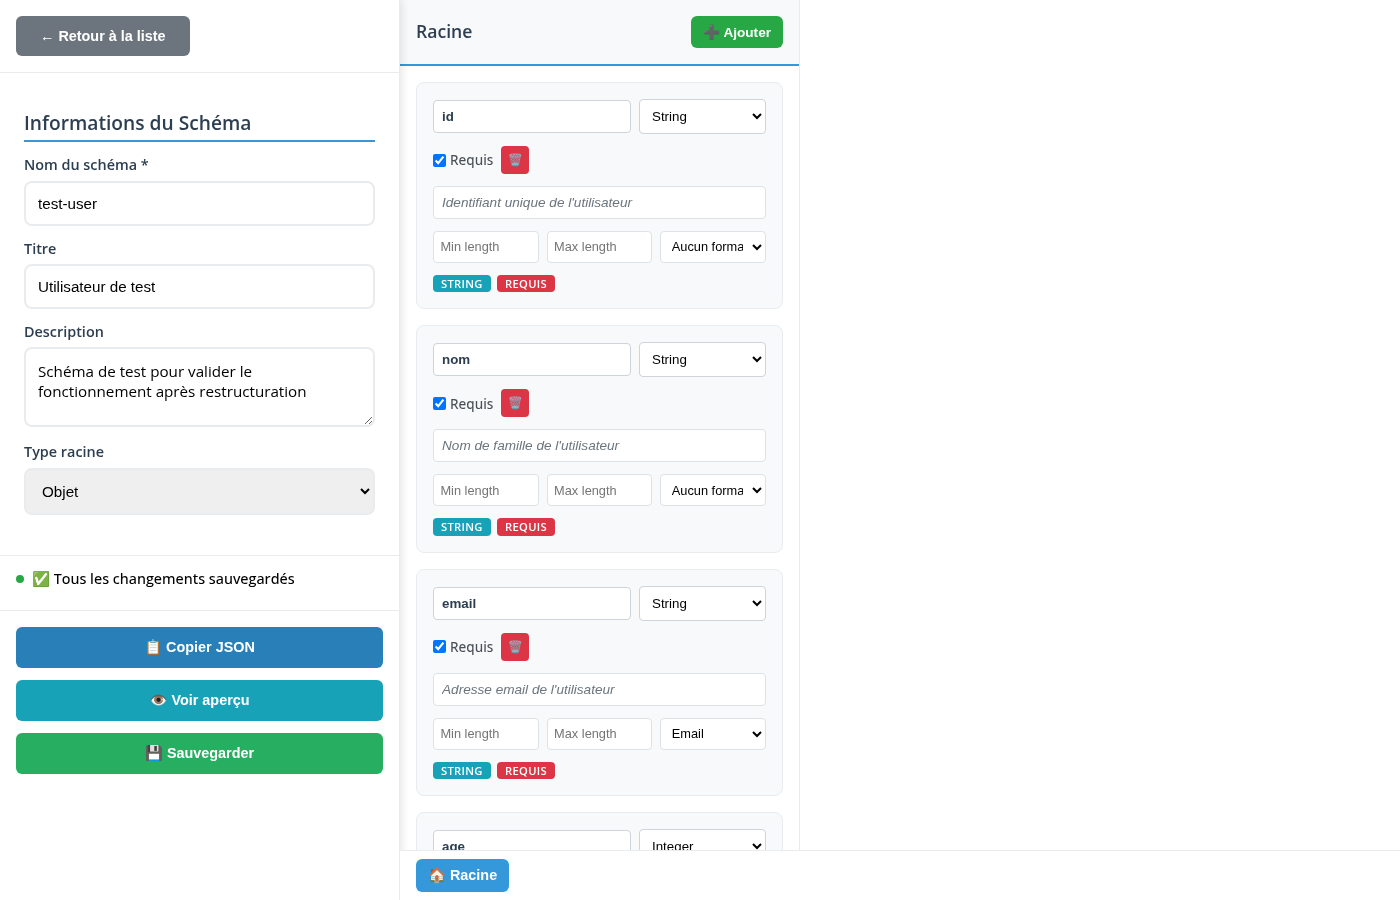 ← Retour à la liste
Informations du Schéma
Nom du schéma *
test-user
Titre
Utilisateur de test
Description
Schéma de test pour valider le
fonctionnement après restructuration
Type racine
Objet
✅ Tous les changements sauvegardés
📋 Copier JSON
👁️ Voir aperçu
💾 Sauvegarder
Racine
➕ Ajouter
id String
Requis 🗑️
Identifiant unique de l'utilisateur
Min length Max length Aucun forma
STRING REQUIS
nom String
Requis 🗑️
Nom de famille de l'utilisateur
Min length Max length Aucun forma
STRING REQUIS
email String
Requis 🗑️
Adresse email de l'utilisateur
Min length Max length Email
STRING REQUIS
age Integer
🏠 Racine